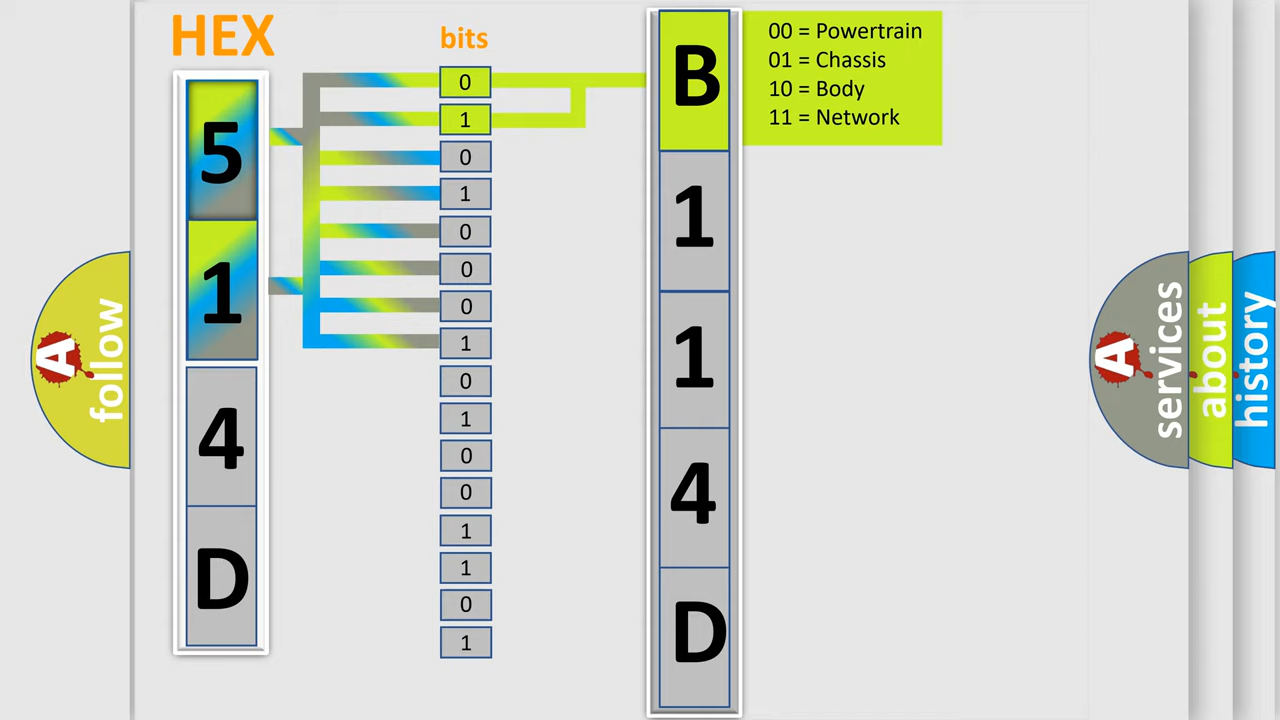 HEX
bits
5
1
4
D
0
1
0
1
0
0
0
1
0
1
0
0
1
1
0
1
B
1
1
4
D
00 = Powertrain
01 = Chassis
10 = Body
11 = Network
A
follow
A
services
about
history